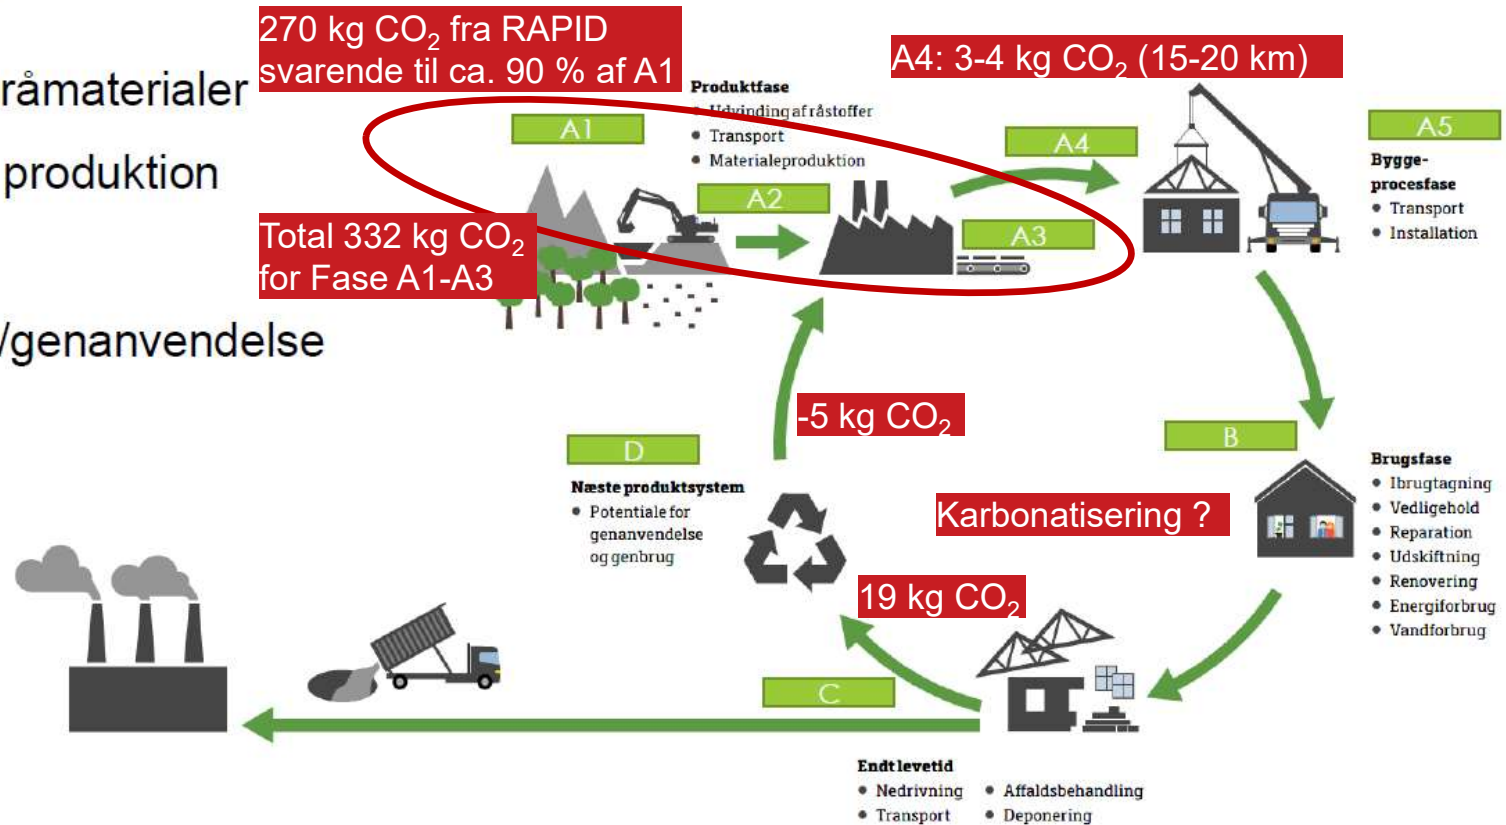 270 kg CO₂ fra RAPID
svarende til ca. 90 % af A1
A4: 3-4 kg CO₂ (15-20 km)
råmaterialer
produktion
/genanvendelse
Produktfase
• Udvinding af råstoffer
• Transport
• Materialeproduktion
A1
A2
A3
A4
A5
Bygge-
procesfase
• Transport
• Installation
Total 332 kg CO₂
for Fase A1-A3
-5 kg CO₂
D
Næste produktsystem
• Potentiale for
genanvendelse
og genbrug
B
Brugsfase
• Ibrugtagning
• Vedligehold
• Reparation
• Udskiftning
• Renovering
• Energiforbrug
• Vandforbrug
Karbonatisering ?
19 kg CO₂
C
Endt levetid
• Nedrivning
• Transport
• Affaldsbehandling
• Deponering